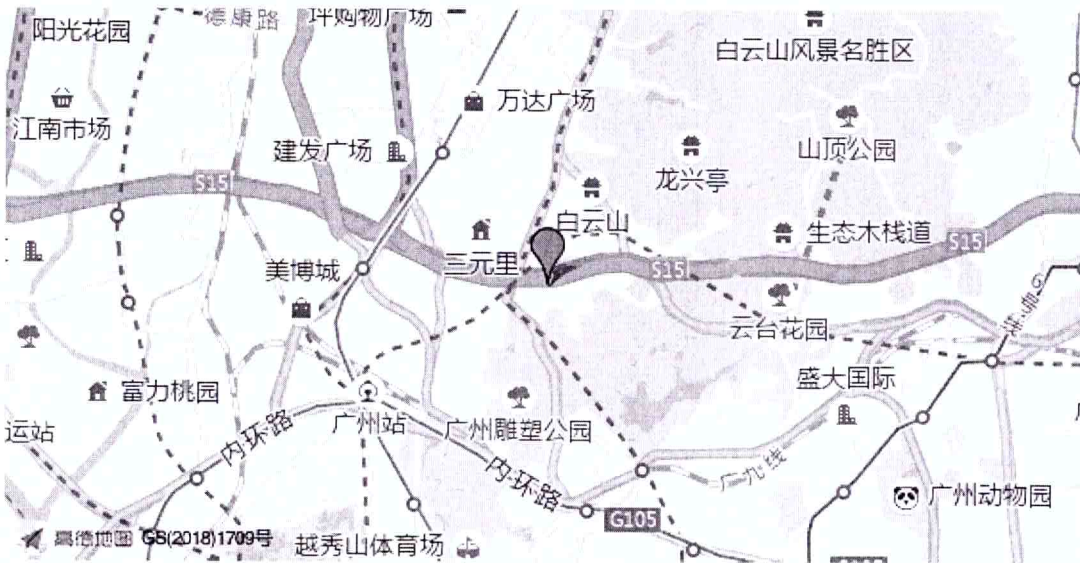 德康路
坪购物广场
阳光花园
白云山风景名胜区
万达广场
江南市场
山顶公园
建发广场
龙兴亭
S15
白云山
生态木栈道
S15
三元里
美博城
S15
6号线
云台花园
盛大国际
富力桃园
广州站
运站
内·环路
广州雕塑公园
内·环路
广九线
广州动物园
G105
高德地图 GS(2018)1709号
越秀山体育场